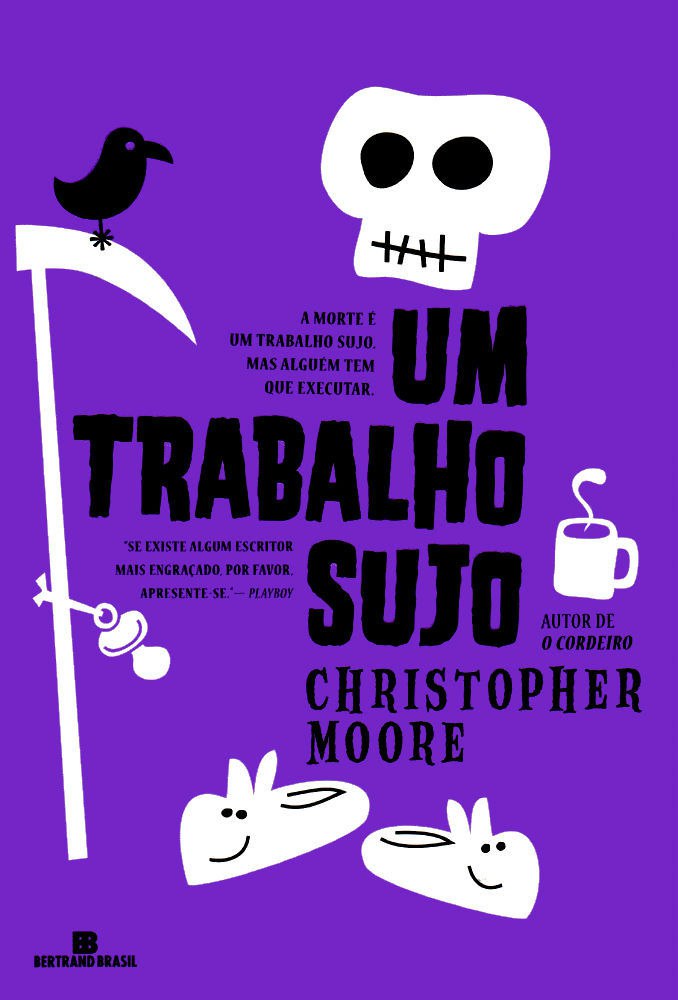 A MORTE É
UM TRABALHO SUJO.
MAS ALGUÉM TEM
QUE EXECUTAR.
UM
TRABALHO
SUJO
"SE EXISTE ALGUM ESCRITOR
MAIS ENGRAÇADO, POR FAVOR,
APRESENTE-SE."— PLAYBOY
AUTOR DE
O CORDEIRO
CHRISTOPHER
MOORE
BB
BERTRAND BRASIL